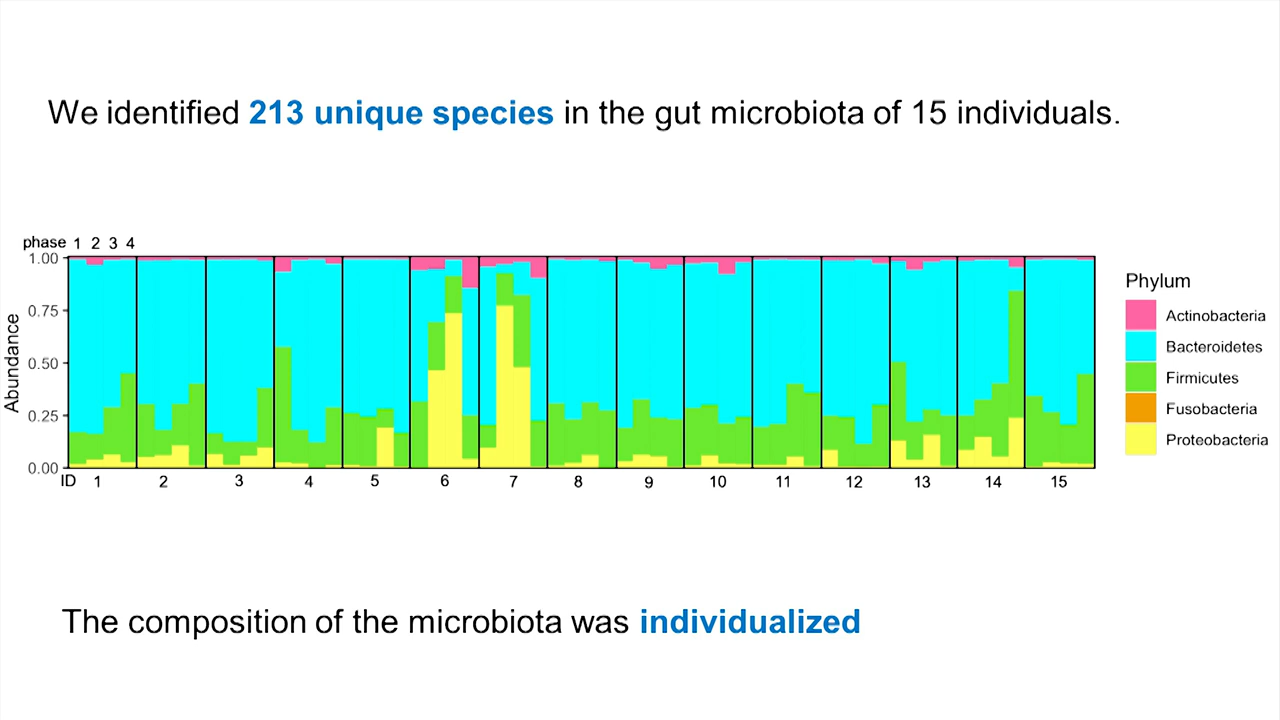 We identified 213 unique species in the gut microbiota of 15 individuals.
phase 1 2 3 4
1.00
0.75
0.50
0.25
0.00
Abundance
ID 1 2 3 4 5 6 7 8 9 10 11 12 13 14 15
Phylum
Actinobacteria
Bacteroidetes
Firmicutes
Fusobacteria
Proteobacteria
The composition of the microbiota was individualized